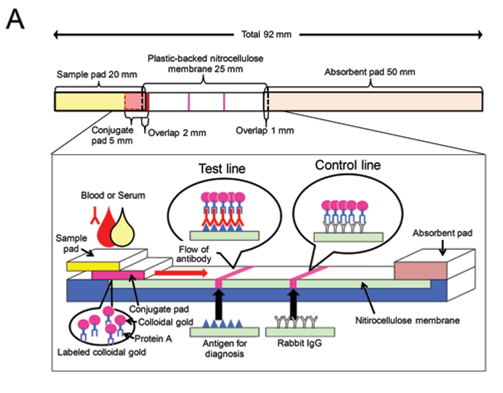 A
Total 92 mm
Plastic-backed nitrocellulose
membrane 25 mm
Sample pad 20 mm
Absorbent pad 50 mm
Conjugate
pad 5 mm
Overlap 2 mm
Overlap 1 mm
Test line
Control line
Blood or Serum
Sample
pad
Flow of
antibody
Absorbent pad
Conjugate pad
Colloidal gold
Protein A
Labeled colloidal gold
Antigen for
diagnosis
Rabbit IgG
Nitirocellulose membrane